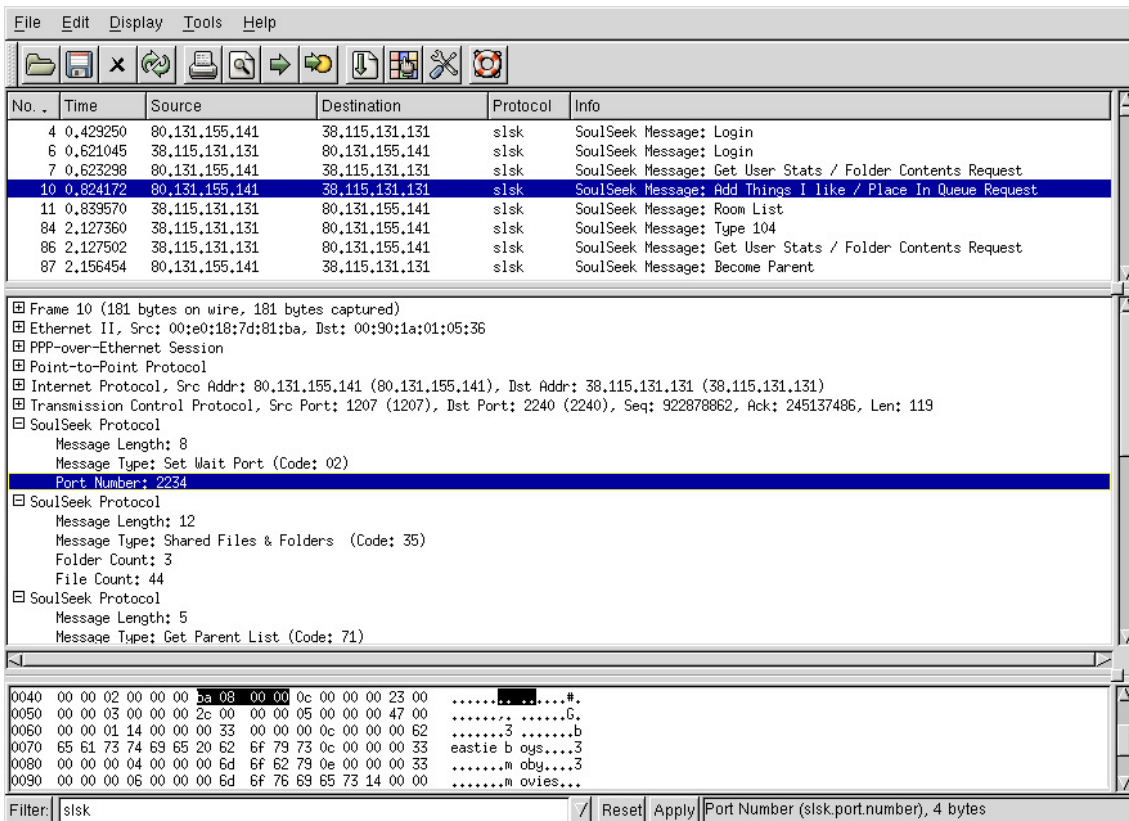 File Edit Display Tools Help
No. . Time Source Destination Protocol Info
4 0.429250 80.131.155.141 38.115.131.131 slsk SoulSeek Message: Login
6 0.621045 38.115.131.131 80.131.155.141 slsk SoulSeek Message: Login
7 0.623298 80.131.155.141 38.115.131.131 slsk SoulSeek Message: Get User Stats / Folder Contents Request
10 0.824172 80.131.155.141 38.115.131.131 slsk SoulSeek Message: Add Things I like / Place In Queue Request
11 0.839570 38.115.131.131 80.131.155.141 slsk SoulSeek Message: Room List
84 2.127360 38.115.131.131 80.131.155.141 slsk SoulSeek Message: Type 104
86 2.127502 38.115.131.131 80.131.155.141 slsk SoulSeek Message: Get User Stats / Folder Contents Request
87 2.156454 80.131.155.141 38.115.131.131 slsk SoulSeek Message: Become Parent
Frame 10 (181 bytes on wire, 181 bytes captured)
Ethernet II, Src: 00:e0:18:7d:81:ba, Dst: 00:90:1a:01:05:36
PPP-over-Ethernet Session
Point-to-Point Protocol
Internet Protocol, Src Addr: 80.131.155.141 (80.131.155.141), Dst Addr: 38.115.131.131 (38.115.131.131)
Transmission Control Protocol, Src Port: 1207 (1207), Dst Port: 2240 (2240), Seq: 922878862, Ack: 245137486, Len: 119
SoulSeek Protocol
Message Length: 8
Message Type: Set Wait Port (Code: 02)
Port Number: 2234
SoulSeek Protocol
Message Length: 12
Message Type: Shared Files & Folders  (Code: 35)
Folder Count: 3
File Count: 44
SoulSeek Protocol
Message Length: 5
Message Type: Get Parent List (Code: 71)
0040 00 00 02 00 00 00 ba 08 00 00 0c 00 00 00 23 00 ........ .....#.
0050 00 00 03 00 00 00 2c 00 00 00 05 00 00 00 47 00 ......,. ......G.
0060 00 00 01 14 00 00 00 33 00 00 00 0c 00 00 00 62 .......3 .......b
0070 65 61 73 74 69 65 20 62 6f 79 73 0c 00 00 00 33 eastie b oys....3
0080 00 00 00 04 00 00 00 6d 6f 62 79 0e 00 00 00 33 .......m oby....3
0090 00 00 00 06 00 00 00 6d 6f 76 69 65 73 14 00 00 .......m ovies...
Filter: slsk Reset Apply Port Number (slsk.port.number), 4 bytes